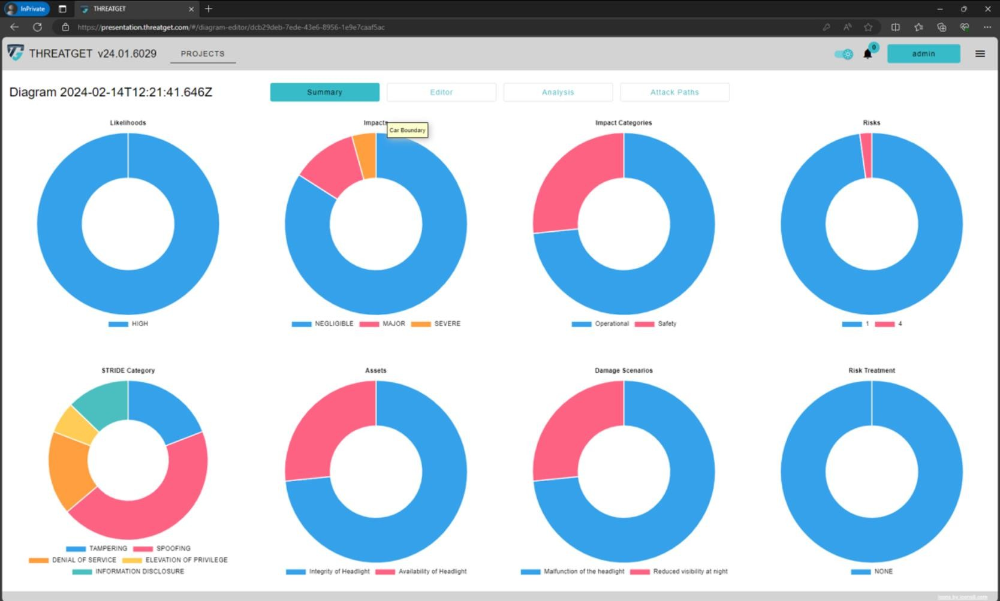 InPrivate
THREATGET
https://presentation.threatget.com/#/diagram-editor/dcb29deb-7ede-43e6-8956-1e9e7caaf5ac
THREATGET v24.01.6029
PROJECTS
0
admin
Diagram 2024-02-14T12:21:41.646Z
Summary
Editor
Analysis
Attack Paths
Likelihoods
HIGH
Impacts
Car Boundary
NEGLIGIBLE MAJOR SEVERE
Impact Categories
Operational Safety
Risks
1 4
STRIDE Category
TAMPERING SPOOFING
DENIAL OF SERVICE ELEVATION OF PRIVILEGE
INFORMATION DISCLOSURE
Assets
Integrity of Headlight Availability of Headlight
Damage Scenarios
Malfunction of the headlight Reduced visibility at night
Risk Treatment
NONE
Icons by icons8.com